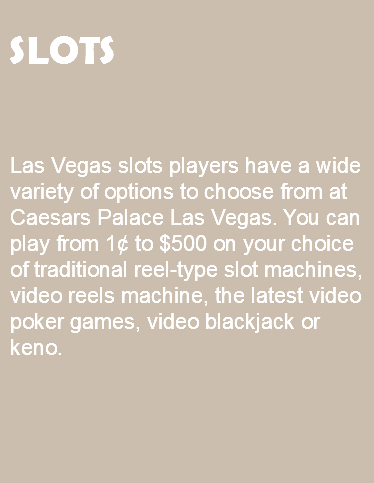 SLOTS
Las Vegas slots players have a wide
variety of options to choose from at
Caesars Palace Las Vegas. You can
play from 1¢ to $500 on your choice
of traditional reel-type slot machines,
video reels machine, the latest video
poker games, video blackjack or
keno.